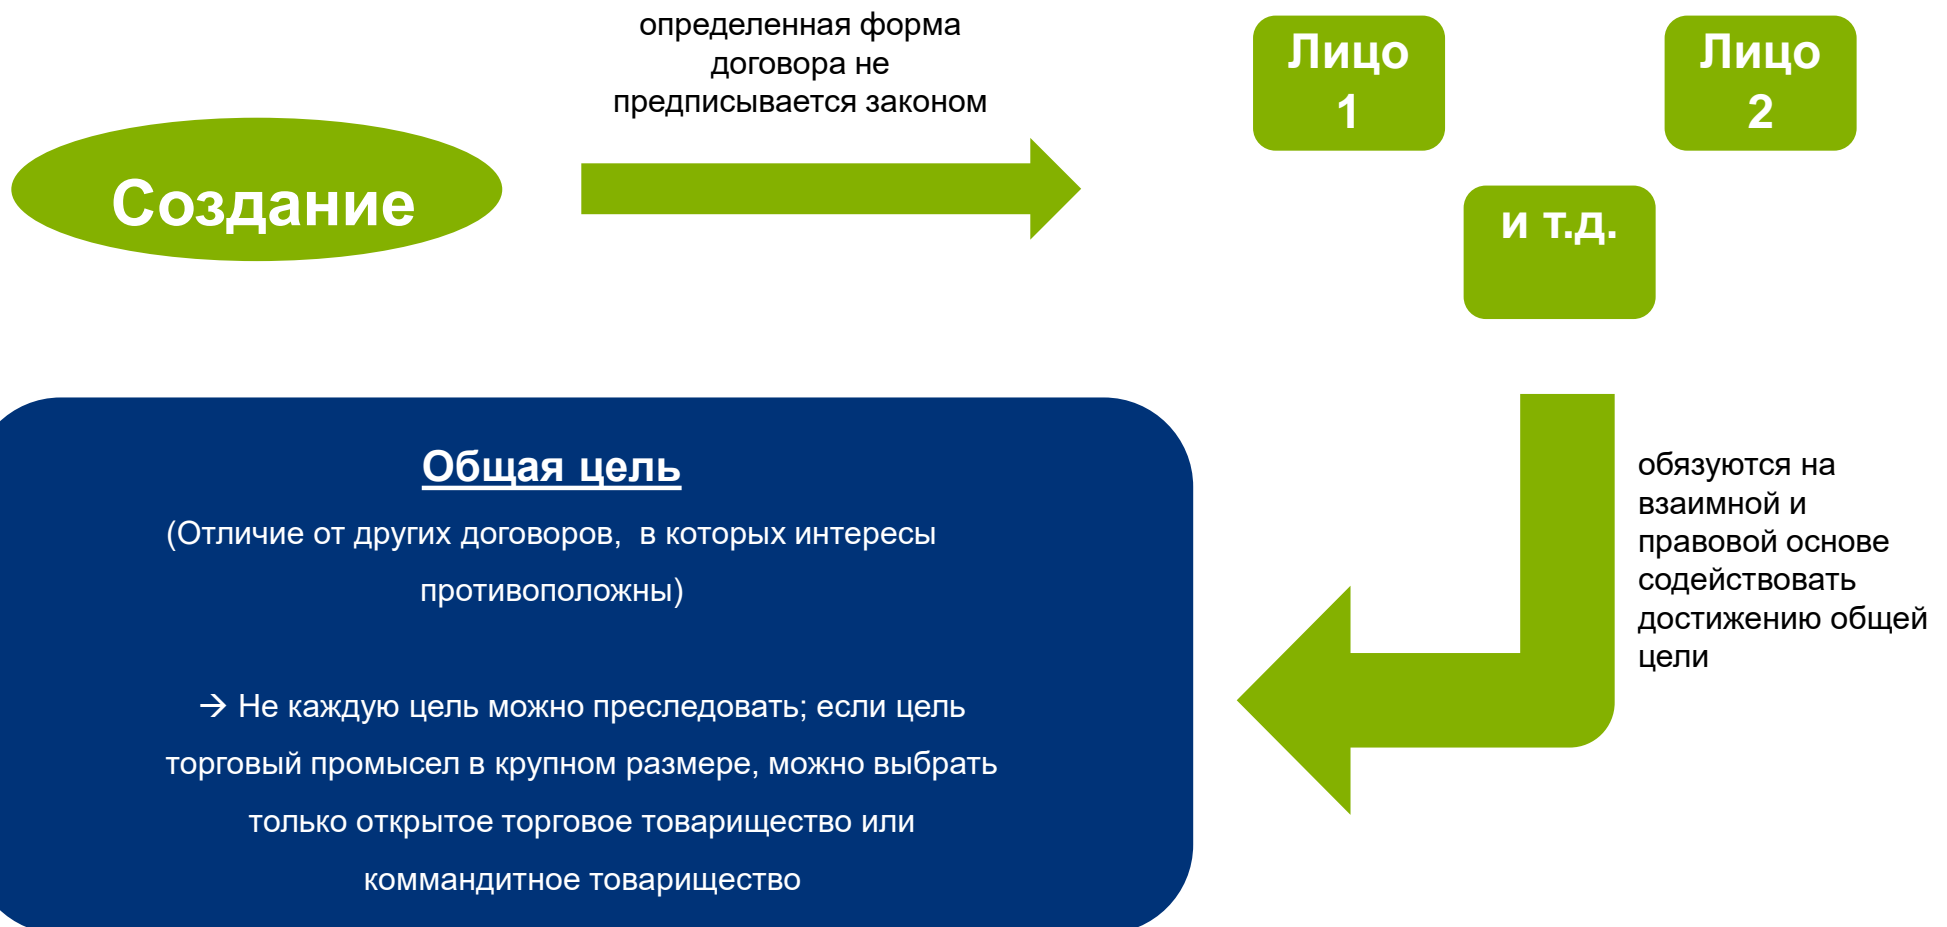 определенная форма
договора не
предписывается законом
Создание
Лицо
1
Лицо
2
и т.д.
Общая цель
(Отличие от других договоров,  в которых интересы
противоположны)
→ Не каждую цель можно преследовать; если цель
торговый промысел в крупном размере, можно выбрать
только открытое торговое товарищество или
коммандитное товарищество
обязуются на
взаимной и
правовой основе
содействовать
достижению общей
цели